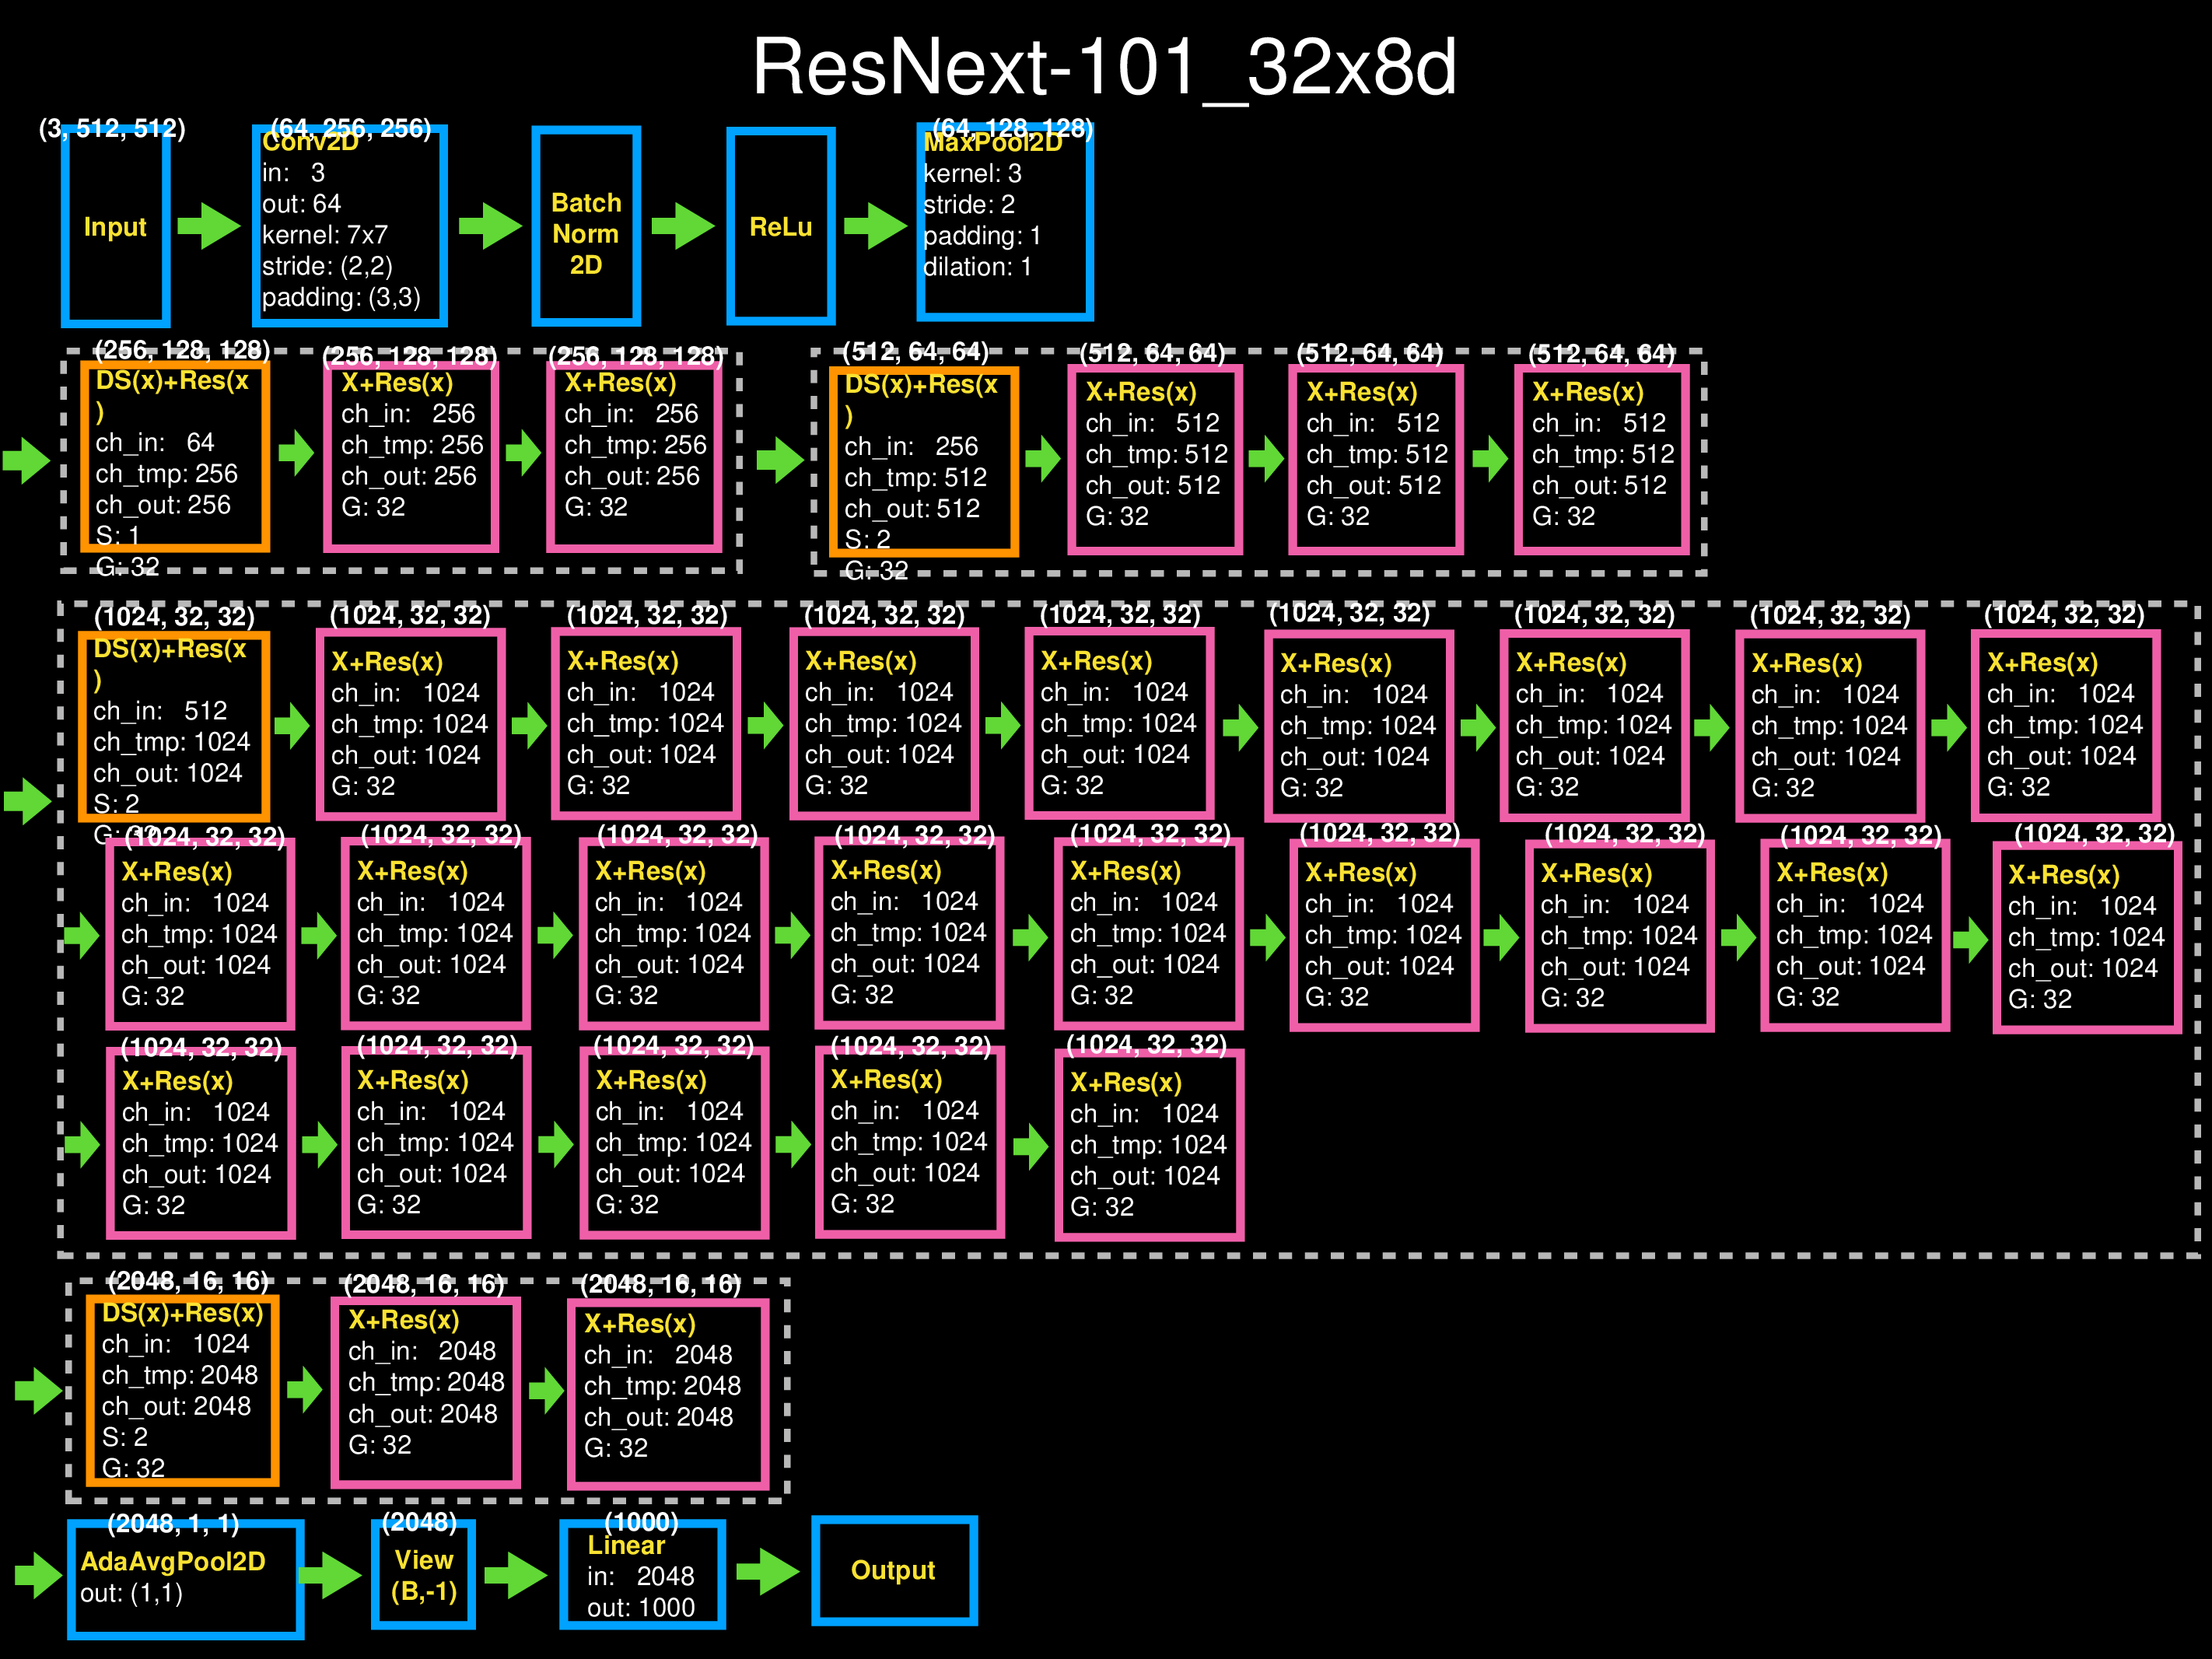 ResNext-101_32x8d
(3, 512, 512)
Input
(64, 256, 256)
Conv2D
in: 3
out: 64
kernel: 7x7
stride: (2,2)
padding: (3,3)
Batch
Norm
2D
ReLu
(64, 128, 128)
MaxPool2D
kernel: 3
stride: 2
padding: 1
dilation: 1
(256, 128, 128)
DS(x)+Res(x
)
ch_in: 64
ch_tmp: 256
ch_out: 256
S: 1
G: 32
(256, 128, 128)
X+Res(x)
ch_in: 256
ch_tmp: 256
ch_out: 256
G: 32
(256, 128, 128)
X+Res(x)
ch_in: 256
ch_tmp: 256
ch_out: 256
G: 32
(512, 64, 64)
DS(x)+Res(x
)
ch_in: 256
ch_tmp: 512
ch_out: 512
S: 2
G: 32
(512, 64, 64)
X+Res(x)
ch_in: 512
ch_tmp: 512
ch_out: 512
G: 32
(512, 64, 64)
X+Res(x)
ch_in: 512
ch_tmp: 512
ch_out: 512
G: 32
(512, 64, 64)
X+Res(x)
ch_in: 512
ch_tmp: 512
ch_out: 512
G: 32
(1024, 32, 32)
DS(x)+Res(x
)
ch_in: 512
ch_tmp: 1024
ch_out: 1024
S: 2
G: 32
(1024, 32, 32)
X+Res(x)
ch_in: 1024
ch_tmp: 1024
ch_out: 1024
G: 32
(1024, 32, 32)
X+Res(x)
ch_in: 1024
ch_tmp: 1024
ch_out: 1024
G: 32
(1024, 32, 32)
X+Res(x)
ch_in: 1024
ch_tmp: 1024
ch_out: 1024
G: 32
(1024, 32, 32)
X+Res(x)
ch_in: 1024
ch_tmp: 1024
ch_out: 1024
G: 32
(1024, 32, 32)
X+Res(x)
ch_in: 1024
ch_tmp: 1024
ch_out: 1024
G: 32
(1024, 32, 32)
X+Res(x)
ch_in: 1024
ch_tmp: 1024
ch_out: 1024
G: 32
(1024, 32, 32)
X+Res(x)
ch_in: 1024
ch_tmp: 1024
ch_out: 1024
G: 32
(1024, 32, 32)
X+Res(x)
ch_in: 1024
ch_tmp: 1024
ch_out: 1024
G: 32
(1024, 32, 32)
X+Res(x)
ch_in: 1024
ch_tmp: 1024
ch_out: 1024
G: 32
(1024, 32, 32)
X+Res(x)
ch_in: 1024
ch_tmp: 1024
ch_out: 1024
G: 32
(1024, 32, 32)
X+Res(x)
ch_in: 1024
ch_tmp: 1024
ch_out: 1024
G: 32
(1024, 32, 32)
X+Res(x)
ch_in: 1024
ch_tmp: 1024
ch_out: 1024
G: 32
(1024, 32, 32)
X+Res(x)
ch_in: 1024
ch_tmp: 1024
ch_out: 1024
G: 32
(1024, 32, 32)
X+Res(x)
ch_in: 1024
ch_tmp: 1024
ch_out: 1024
G: 32
(1024, 32, 32)
X+Res(x)
ch_in: 1024
ch_tmp: 1024
ch_out: 1024
G: 32
(1024, 32, 32)
X+Res(x)
ch_in: 1024
ch_tmp: 1024
ch_out: 1024
G: 32
(1024, 32, 32)
X+Res(x)
ch_in: 1024
ch_tmp: 1024
ch_out: 1024
G: 32
(1024, 32, 32)
X+Res(x)
ch_in: 1024
ch_tmp: 1024
ch_out: 1024
G: 32
(1024, 32, 32)
X+Res(x)
ch_in: 1024
ch_tmp: 1024
ch_out: 1024
G: 32
(1024, 32, 32)
X+Res(x)
ch_in: 1024
ch_tmp: 1024
ch_out: 1024
G: 32
(1024, 32, 32)
X+Res(x)
ch_in: 1024
ch_tmp: 1024
ch_out: 1024
G: 32
(1024, 32, 32)
X+Res(x)
ch_in: 1024
ch_tmp: 1024
ch_out: 1024
G: 32
(2048, 16, 16)
DS(x)+Res(x)
ch_in: 1024
ch_tmp: 2048
ch_out: 2048
S: 2
G: 32
(2048, 16, 16)
X+Res(x)
ch_in: 2048
ch_tmp: 2048
ch_out: 2048
G: 32
(2048, 16, 16)
X+Res(x)
ch_in: 2048
ch_tmp: 2048
ch_out: 2048
G: 32
(2048, 1, 1)
AdaAvgPool2D
out: (1,1)
(2048)
View
(B,-1)
(1000)
Linear
in: 2048
out: 1000
Output